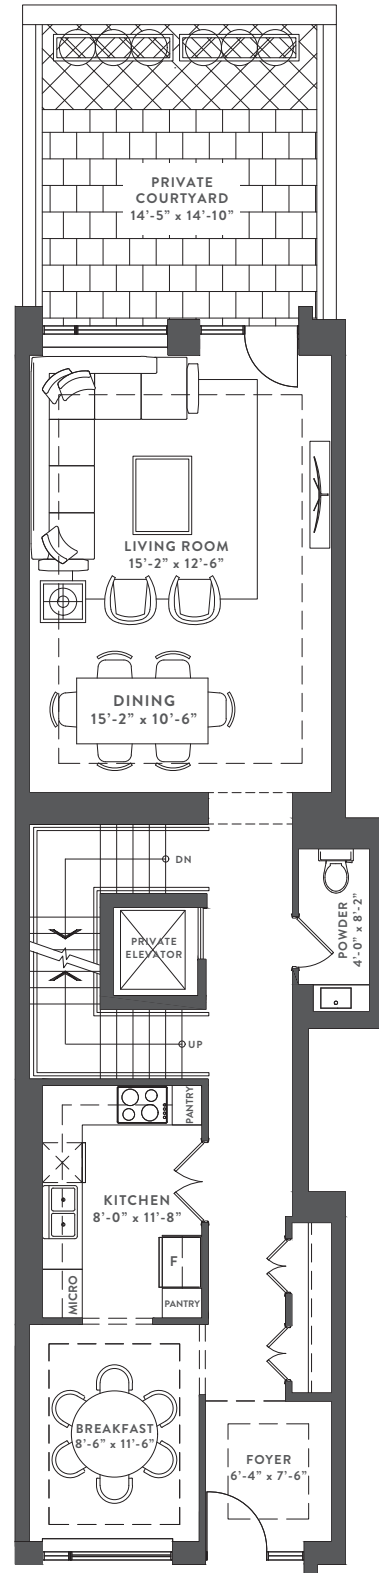 PRIVATE
COURTYARD
14'-5" x 14'-10"
LIVING ROOM
15'-2" x 12'-6"
DINING
15'-2" x 10'-6"
DN
POWDER
4'-0" x 8'-2"
PRIVATE
ELEVATOR
UP
PANTRY
KITCHEN
8'-0" x 11'-8"
F
MICRO
PANTRY
BREAKFAST
8'-6" x 11'-6"
FOYER
6'-4" x 7'-6"